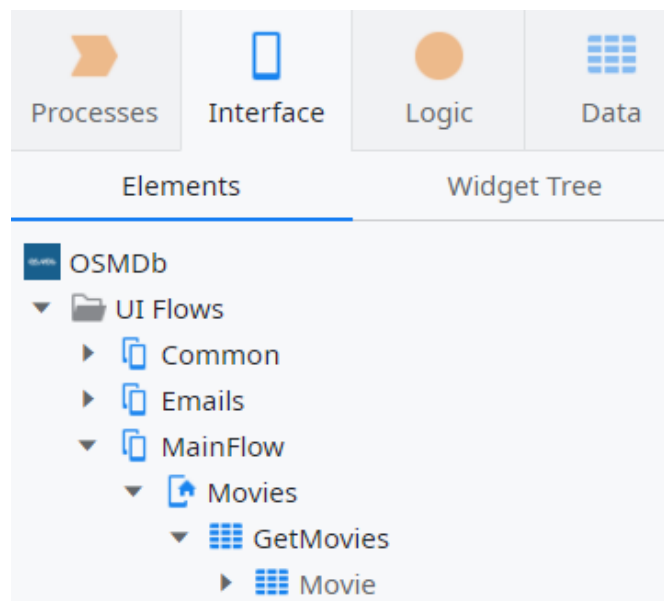 Processes Interface Logic Data
Elements Widget Tree
OSMDb
UI Flows
Common
Emails
MainFlow
Movies
GetMovies
Movie